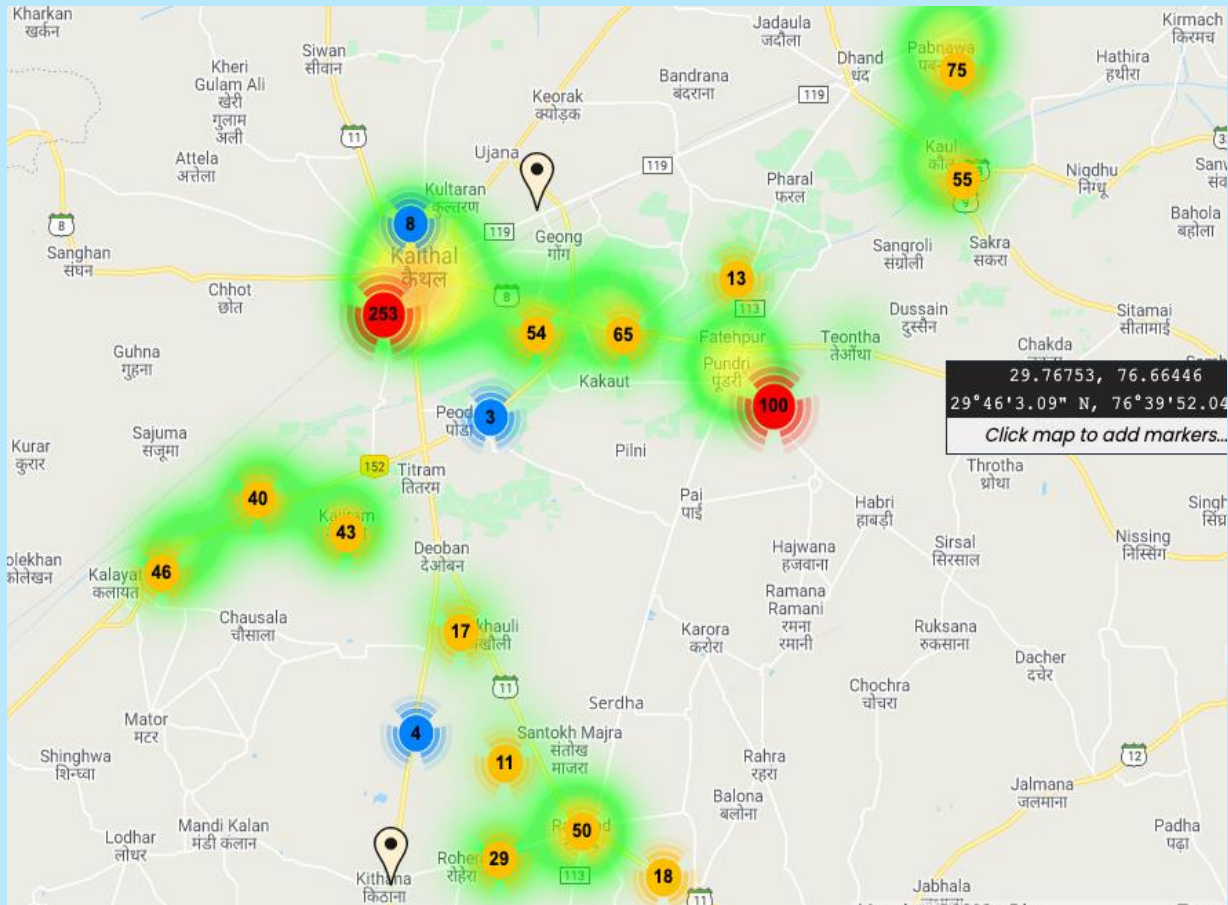 Kharkan
खर्कन
Siwan
सीवान
Jadaula
जदौला
Kirmach
किरमच
Kheri
Gulam Ali
खेरी
गुलाम
अली
Dhand
धंद
Pabnawa
75
Hathira
हथीरा
Bandrana
बंदराना
119
Keorak
क्योड़क
11
Attela
अत्तेला
Ujana
119
Kaul
कौल
55
9
Nigdhu
निग्धू
Pharal
फरल
Kultaran
कुल्तरण
8
8
Bahola
बहोला
Sanghan
संघन
119
Geong
गोंग
Kaithal
कैथल
Sangroli
संग्रोली
Sakra
सकरा
13
Chhot
छोत
8
113
253
54
65
Fatehpur
Teontha
तेओंथा
Dussain
दुस्सैन
Sitamai
सीतामाई
Guhna
गुहना
Pundri
पूंडरी
Chakda
Kakaut
100
29.76753, 76.66446
29°46'3.09" N, 76°39'52.04
Click map to add markers...
Peoda
पोडा
3
Sajuma
सजूमा
Kurar
कुरार
Pilni
152
Titram
तितरम
Throtha
थ्रोथा
40
Pai
पाई
Habri
हाबड़ी
43
Nissing
निस्सिंग
Deoban
देओबन
Hajwana
हजवाना
Sirsal
सिरसल
46
Kalayat
कलायत
Chausala
चौसाला
Ramana
Ramani
रमना
रमानी
17
Karora
करोरा
Ruksana
रुकसाना
Dacher
दचेर
11
Chochra
चोचरा
Serdha
Mator
मटर
4
Santokh Majra
संतोख
माजरा
11
Shinghwa
शिन्घ्वा
Rahra
रहरा
12
Jalmana
जलमाना
Balona
बलोना
Mandi Kalan
मंडी कलान
Lodhar
लोधर
50
Padha
पढ़ा
29
Rohera
रोहेरा
113
18
Kithana
किठाना
11
Jabhala